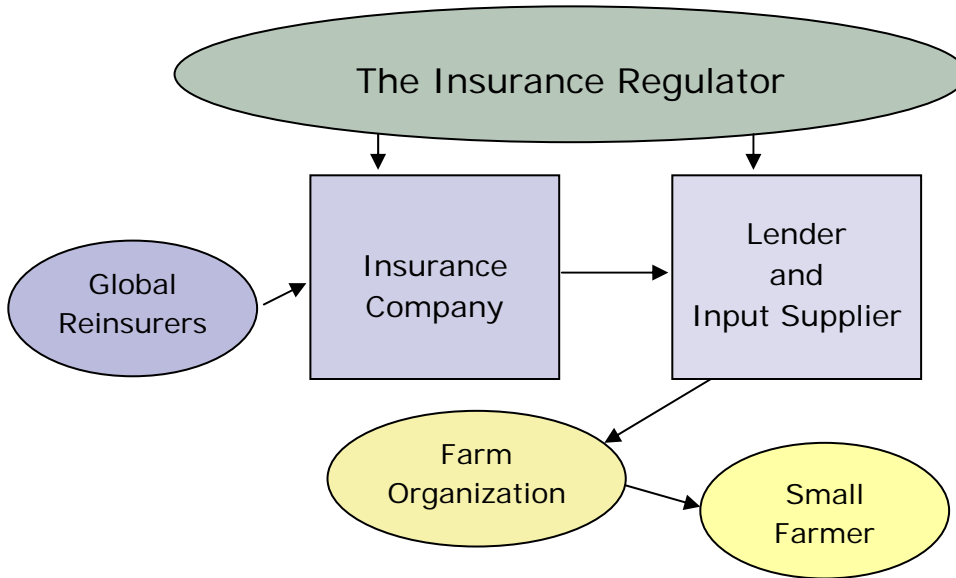 The Insurance Regulator
Global
Reinsurers
Insurance
Company
Lender
and
Input Supplier
Farm
Organization
Small
Farmer